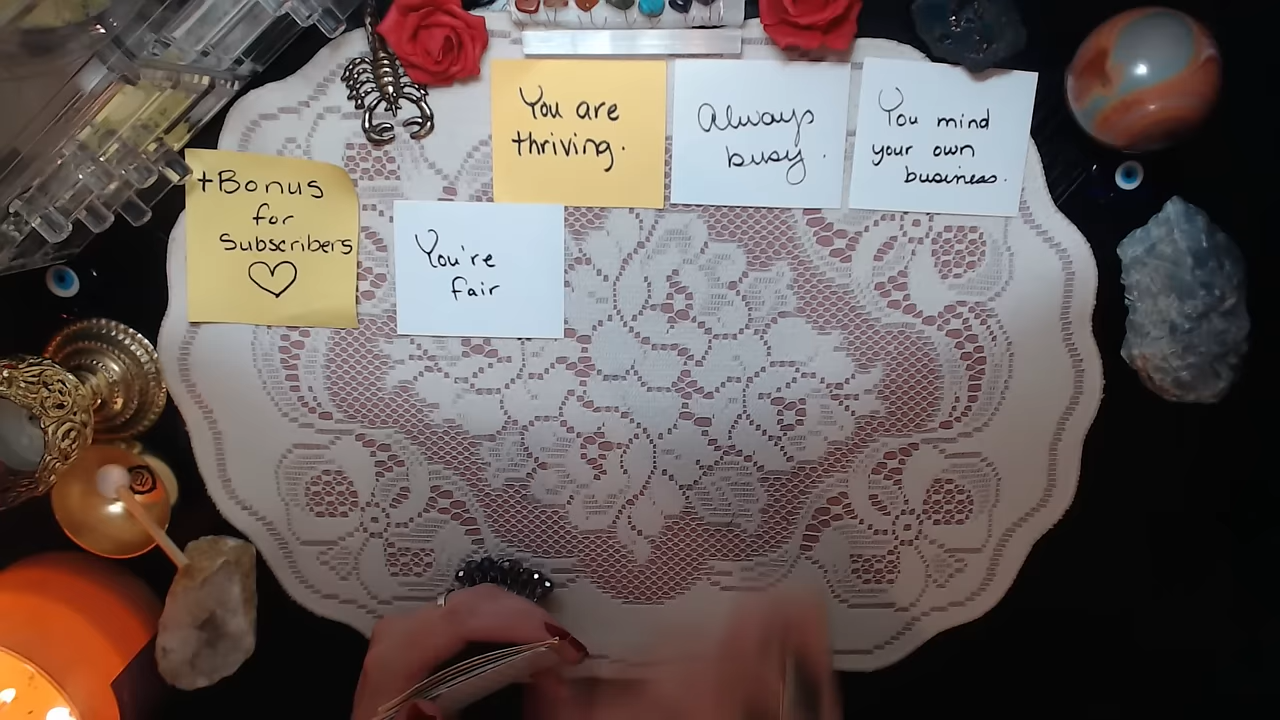 You are
thriving.
Always
busy.
You mind
your own
business.
+Bonus
for
Subscribers
You're
fair